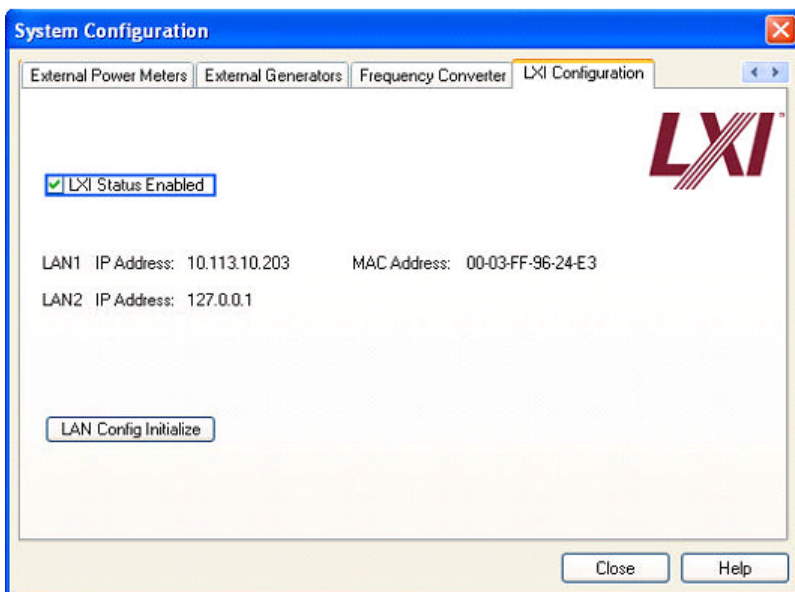 System Configuration
External Power Meters External Generators Frequency Converter LXI Configuration
LXI™
LXI Status Enabled
LAN1 IP Address: 10.113.10.203 MAC Address: 00-03-FF-96-24-E3
LAN2 IP Address: 127.0.0.1
LAN Config Initialize
Close Help